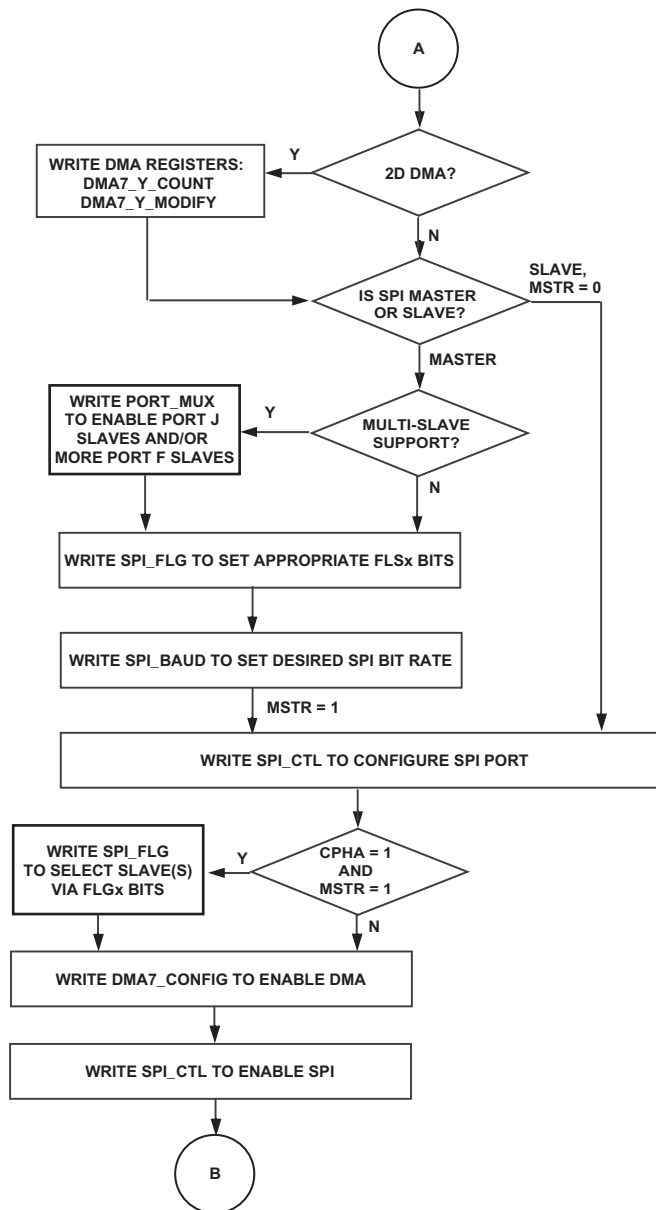 A
2D DMA?
Y
WRITE DMA REGISTERS:
DMA7_Y_COUNT
DMA7_Y_MODIFY
N
IS SPI MASTER
OR SLAVE?
SLAVE,
MSTR = 0
MASTER
MULTI-SLAVE
SUPPORT?
Y
WRITE PORT_MUX
TO ENABLE PORT J
SLAVES AND/OR
MORE PORT F SLAVES
N
WRITE SPI_FLG TO SET APPROPRIATE FLSx BITS
WRITE SPI_BAUD TO SET DESIRED SPI BIT RATE
MSTR = 1
WRITE SPI_CTL TO CONFIGURE SPI PORT
CPHA = 1
AND
MSTR = 1
Y
WRITE SPI_FLG
TO SELECT SLAVE(S)
VIA FLGx BITS
N
WRITE DMA7_CONFIG TO ENABLE DMA
WRITE SPI_CTL TO ENABLE SPI
B